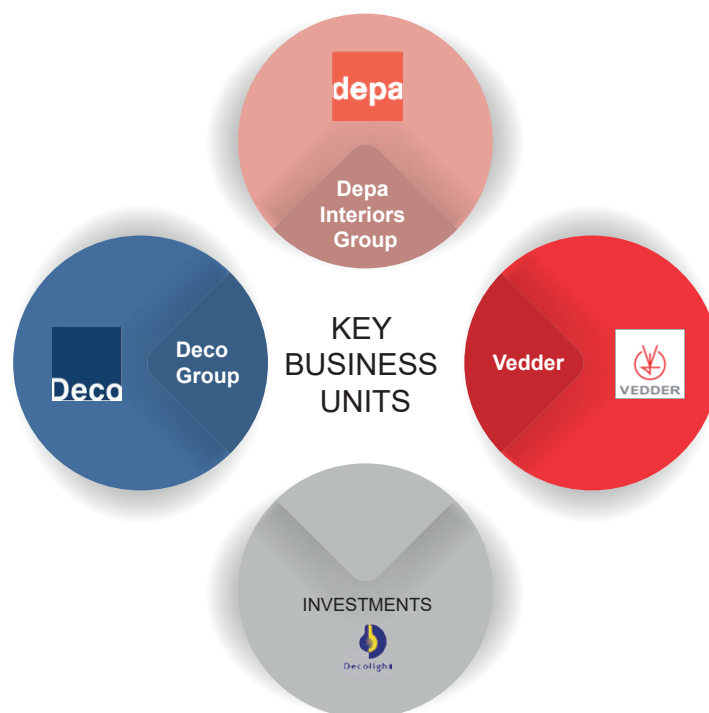 depa
Depa
Interiors
Group
Deco
Deco
Group
KEY
BUSINESS
UNITS
Vedder
VEDDER
INVESTMENTS
Decolight